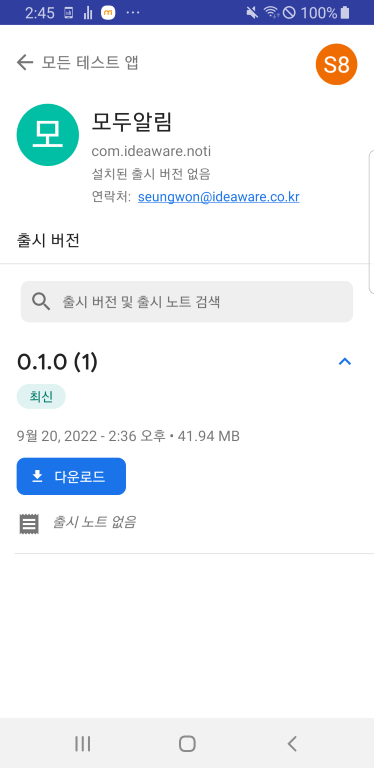 2:45 100%
모든 테스트 앱
S8
모
모두알림
com.ideaware.noti
설치된 출시 버전 없음
연락처: seungwon@ideaware.co.kr
출시 버전
출시 버전 및 출시 노트 검색
0.1.0 (1)
최신
9월 20, 2022 - 2:36 오후 • 41.94 MB
다운로드
출시 노트 없음